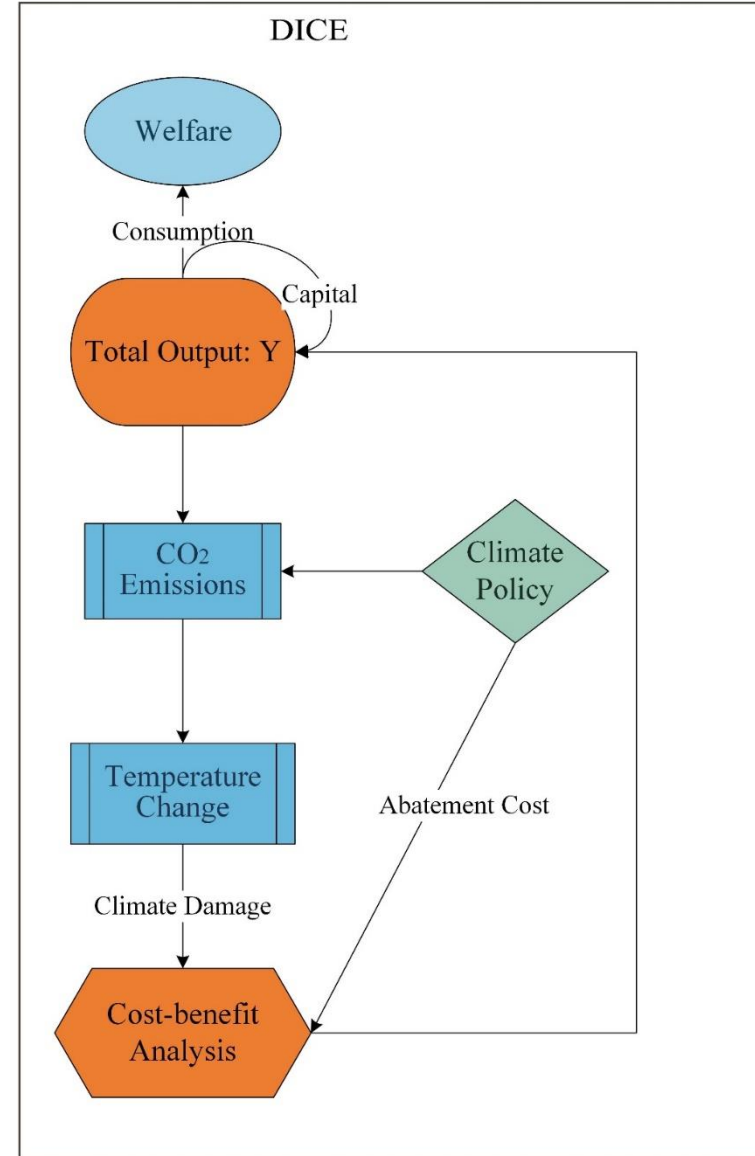 DICE
Welfare
Consumption
Capital
Total Output: Y
CO₂
Emissions
Climate
Policy
Temperature
Change
Abatement Cost
Climate Damage
Cost-benefit
Analysis